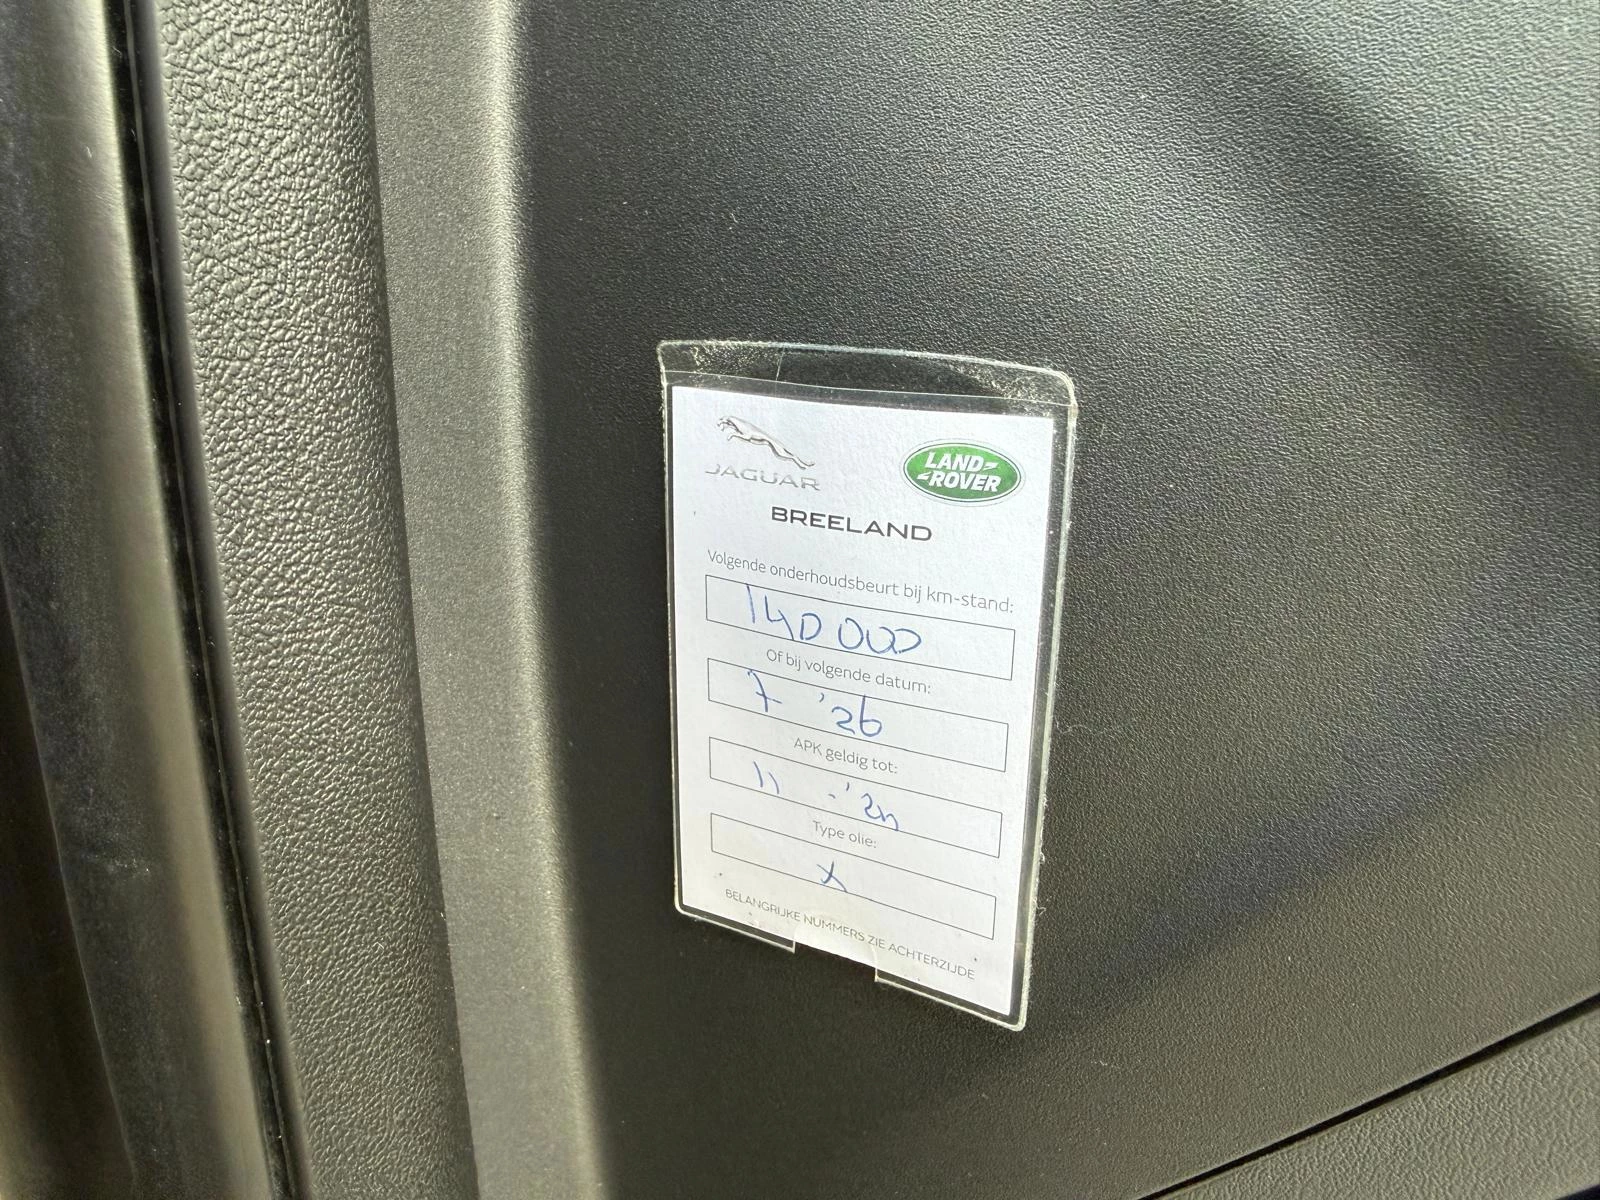 JAGUAR
LAND
ROVER
BREELAND
Volgende onderhoudsbeurt bij km-stand:
140 000
Of bij volgende datum:
7 '26
APK geldig tot:
11 -
Type olie:
X
BELANGRIJKE NUMMERS ZIE ACHTERZIJDE